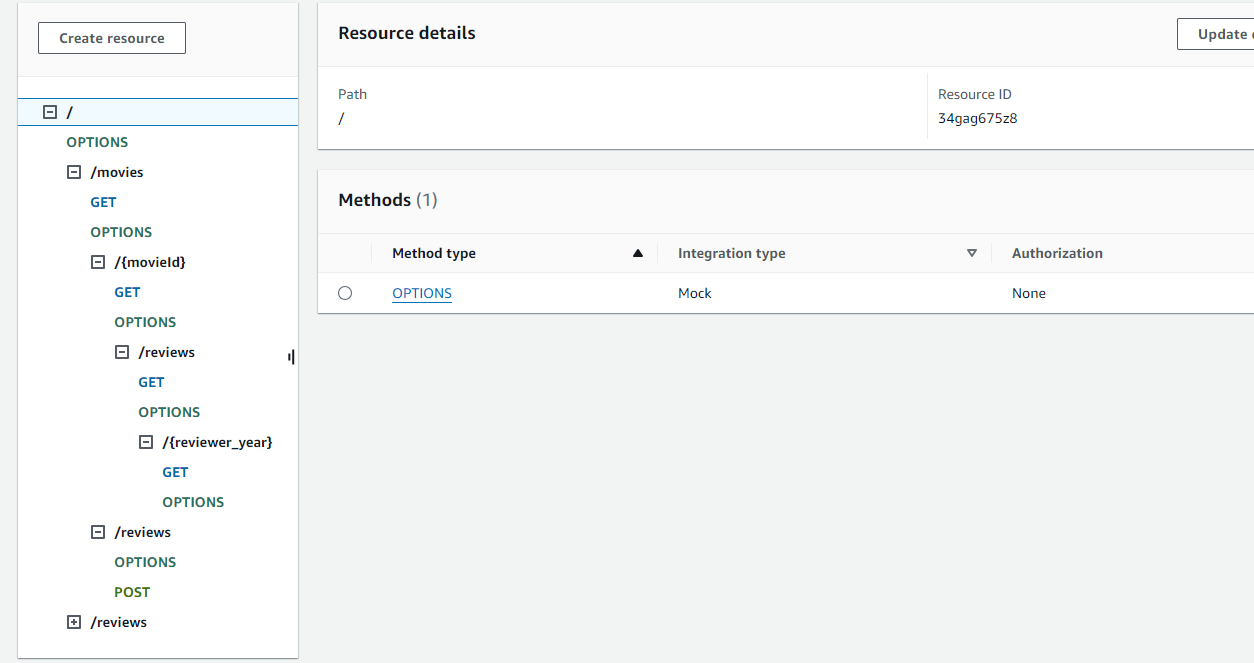 Create resource
/
OPTIONS
/movies
GET
OPTIONS
/{movieId}
GET
OPTIONS
/reviews
GET
OPTIONS
/{reviewer_year}
GET
OPTIONS
/reviews
OPTIONS
POST
/reviews
Resource details
Update
Path
/
Resource ID
34gag675z8
Methods (1)
Method type Integration type Authorization
OPTIONS Mock None